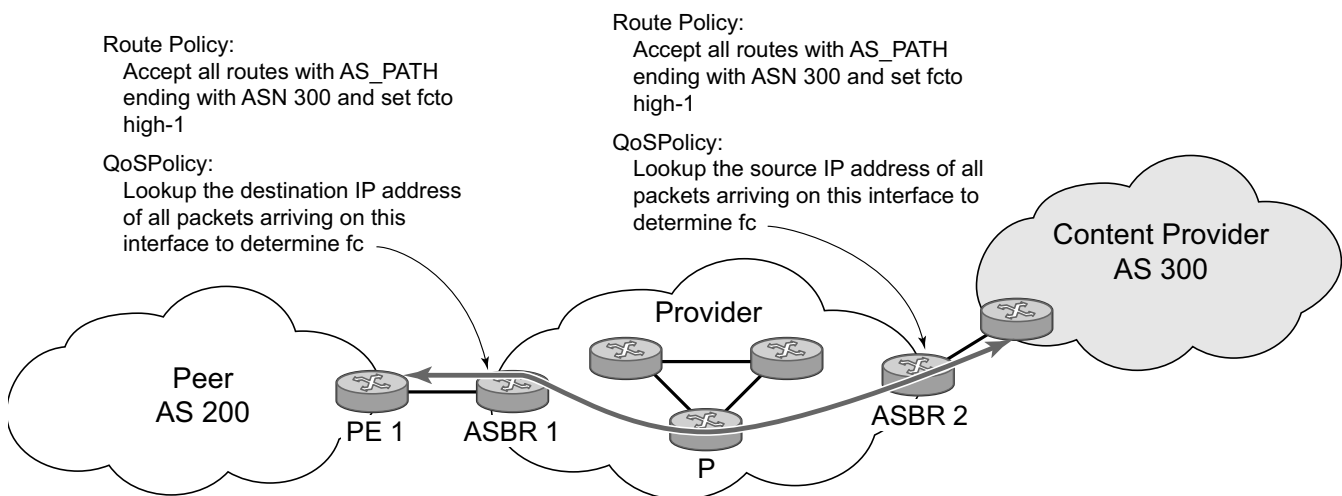 Route Policy:
Accept all routes with AS_PATH
ending with ASN 300 and set fcto
high-1
QoSPolicy:
Lookup the destination IP address
of all packets arriving on this
interface to determine fc
Route Policy:
Accept all routes with AS_PATH
ending with ASN 300 and set fcto
high-1
QoSPolicy:
Lookup the source IP address of all
packets arriving on this interface to
determine fc
Content Provider
AS 300
Provider
Peer
AS 200
PE 1
ASBR 1
P
ASBR 2